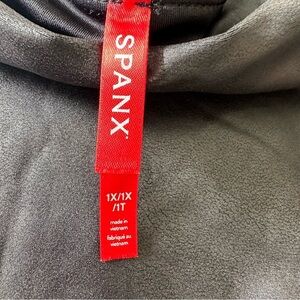 SPANX
1X/1X
/1T
made in
vietnam
fabriqué au
vietnam